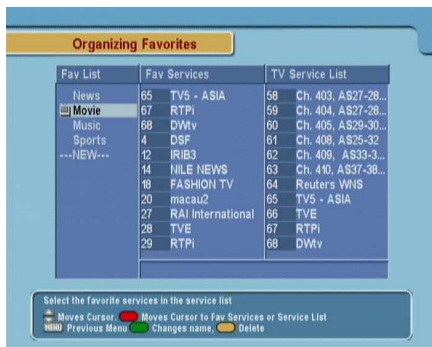 Organizing Favorites
Fav List Fav Services TV Service List
News 65 TV5 - ASIA 58 Ch. 403, AS27-28...
Movie 67 RTPi 59 Ch. 404, AS27-28...
Music 68 DWtv 60 Ch. 405, AS29-30...
Sports 4 DSF 61 Ch. 408, AS25-32
---NEW--- 12 IRIB3 62 Ch. 409, AS33-3...
14 NILE NEWS 63 Ch. 410, AS37-38...
18 FASHION TV 64 Reuters WNS
20 macau2 65 TV5 - ASIA
27 RAI International 66 TVE
28 TVE 67 RTPi
29 RTPi 68 DWtv
Select the favorite services in the service list
Moves Cursor, Moves Cursor to Fav Services or Service List
MENU Previous Menu Changes name, Delete